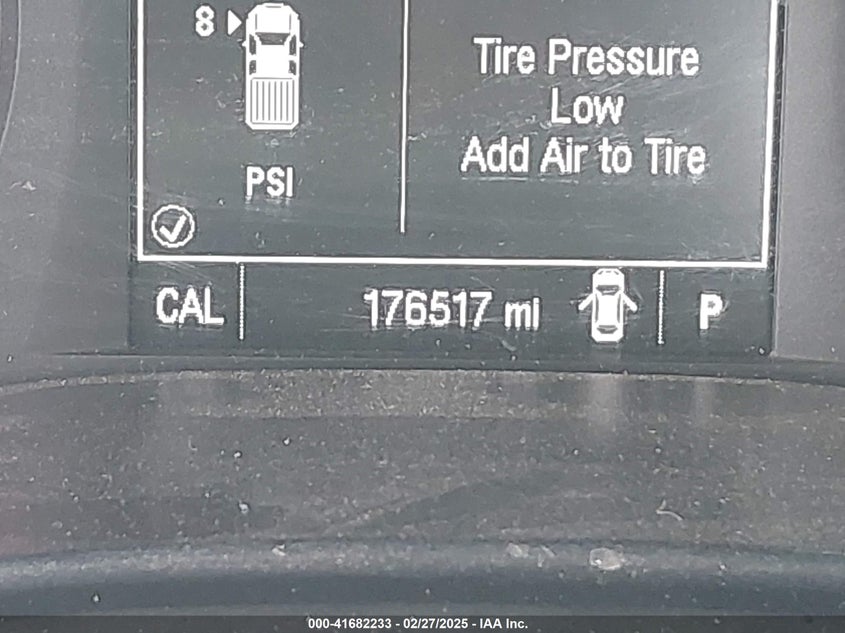 8
Tire Pressure
Low
Add Air to Tire
PSI
CAL 176517 mi P
000-41682233 - 02/27/2025 - IAA Inc.